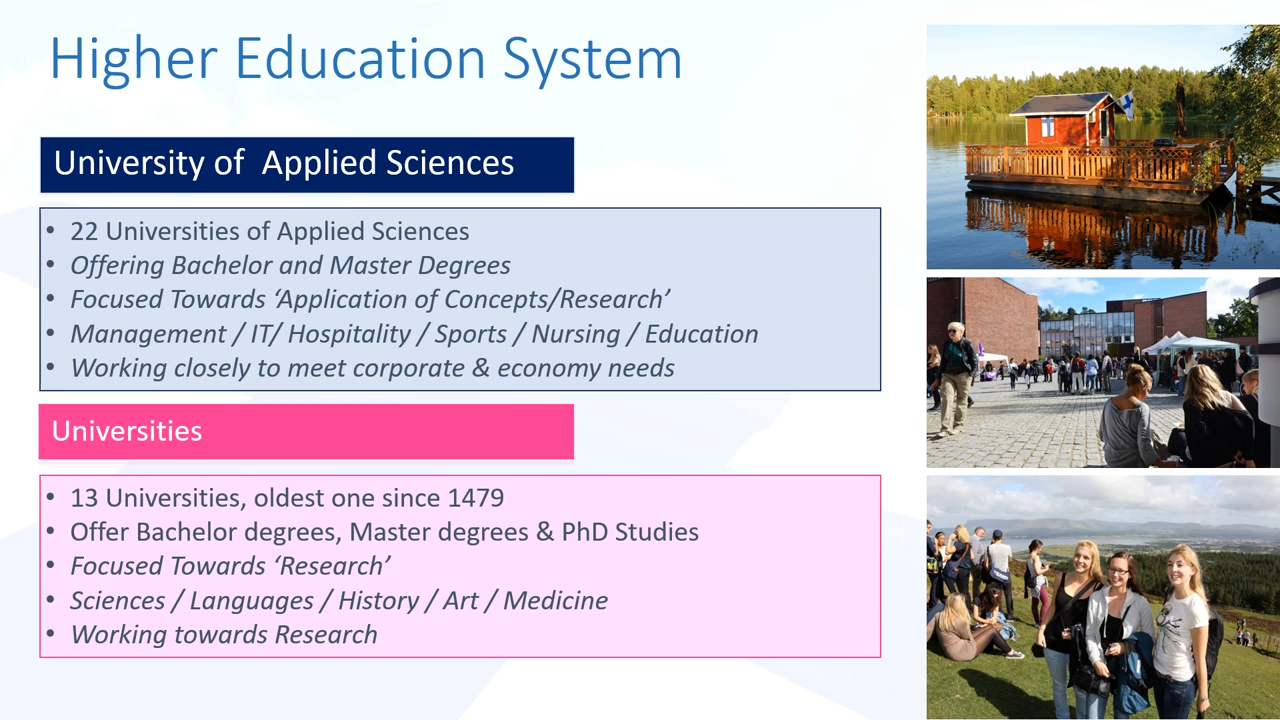 Higher Education System
University of  Applied Sciences
• 22 Universities of Applied Sciences
• Offering Bachelor and Master Degrees
• Focused Towards ‘Application of Concepts/Research’
• Management / IT/ Hospitality / Sports / Nursing / Education
• Working closely to meet corporate & economy needs
Universities
• 13 Universities, oldest one since 1479
• Offer Bachelor degrees, Master degrees & PhD Studies
• Focused Towards ‘Research’
• Sciences / Languages / History / Art / Medicine
• Working towards Research